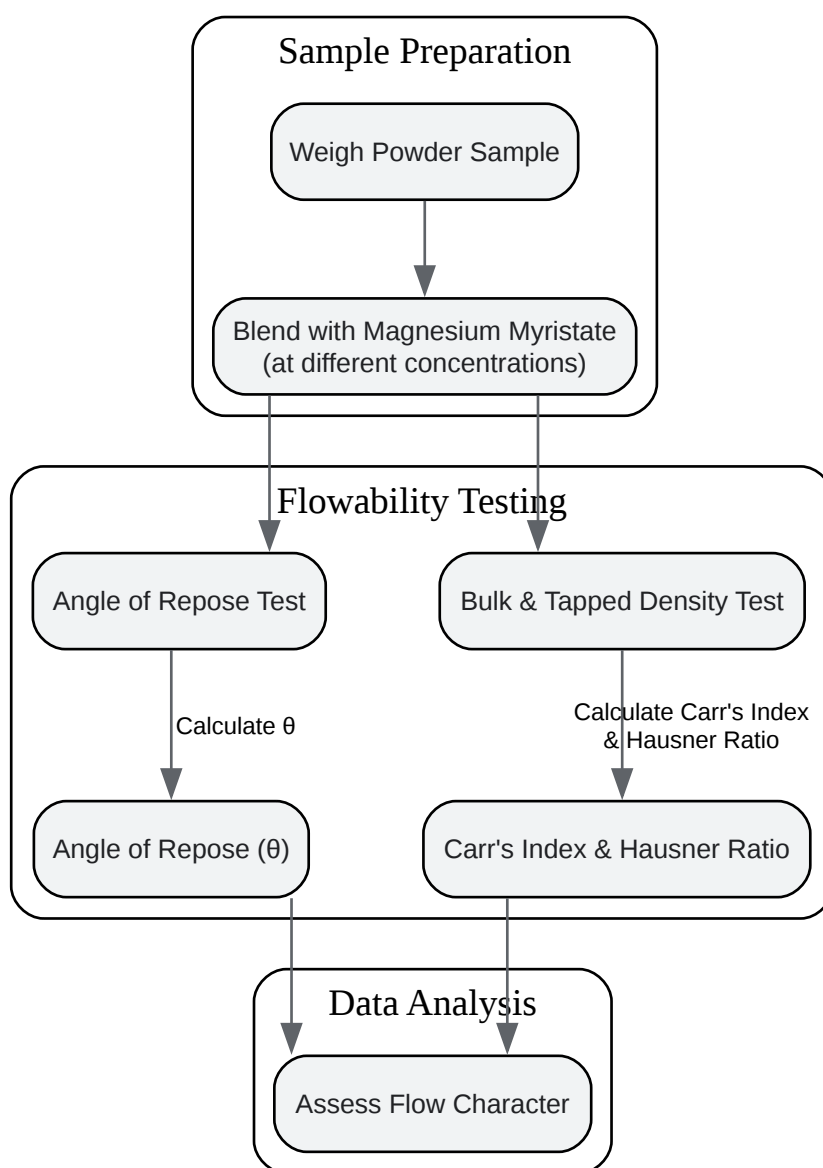 Sample Preparation
Weigh Powder Sample
Blend with Magnesium Myristate
(at different concentrations)
Flowability Testing
Angle of Repose Test
Bulk & Tapped Density Test
Calculate θ
Calculate Carr's Index
& Hausner Ratio
Angle of Repose (θ)
Carr's Index & Hausner Ratio
Data Analysis
Assess Flow Character